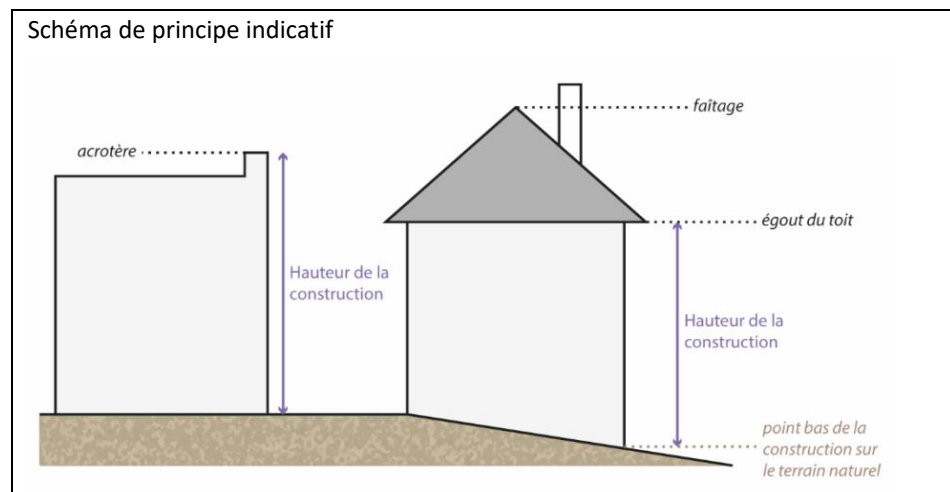 Schéma de principe indicatif
faîtage
acrotère
égout du toit
Hauteur de la
construction
Hauteur de la
construction
point bas de la
construction sur
le terrain naturel